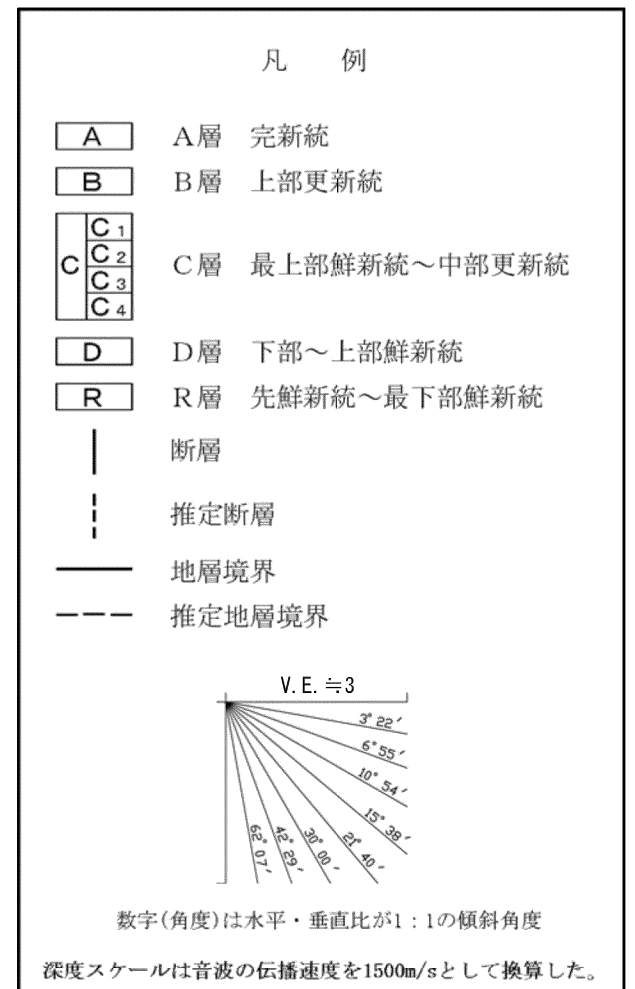 凡 例
A A層 完新統
B B層 上部更新統
C C1 C2 C3 C4 C層 最上部鮮新統~中部更新統
D D層 下部~上部鮮新統
R R層 先鮮新統~最下部鮮新統
断層
推定断層
地層境界
推定地層境界
V.E.≒3
3°22′
6°55′
10°54′
15°38′
21°40′
30°00′
42°29′
62°07′
数字(角度)は水平・垂直比が1:1の傾斜角度
深度スケールは音波の伝播速度を1500m/sとして換算した。